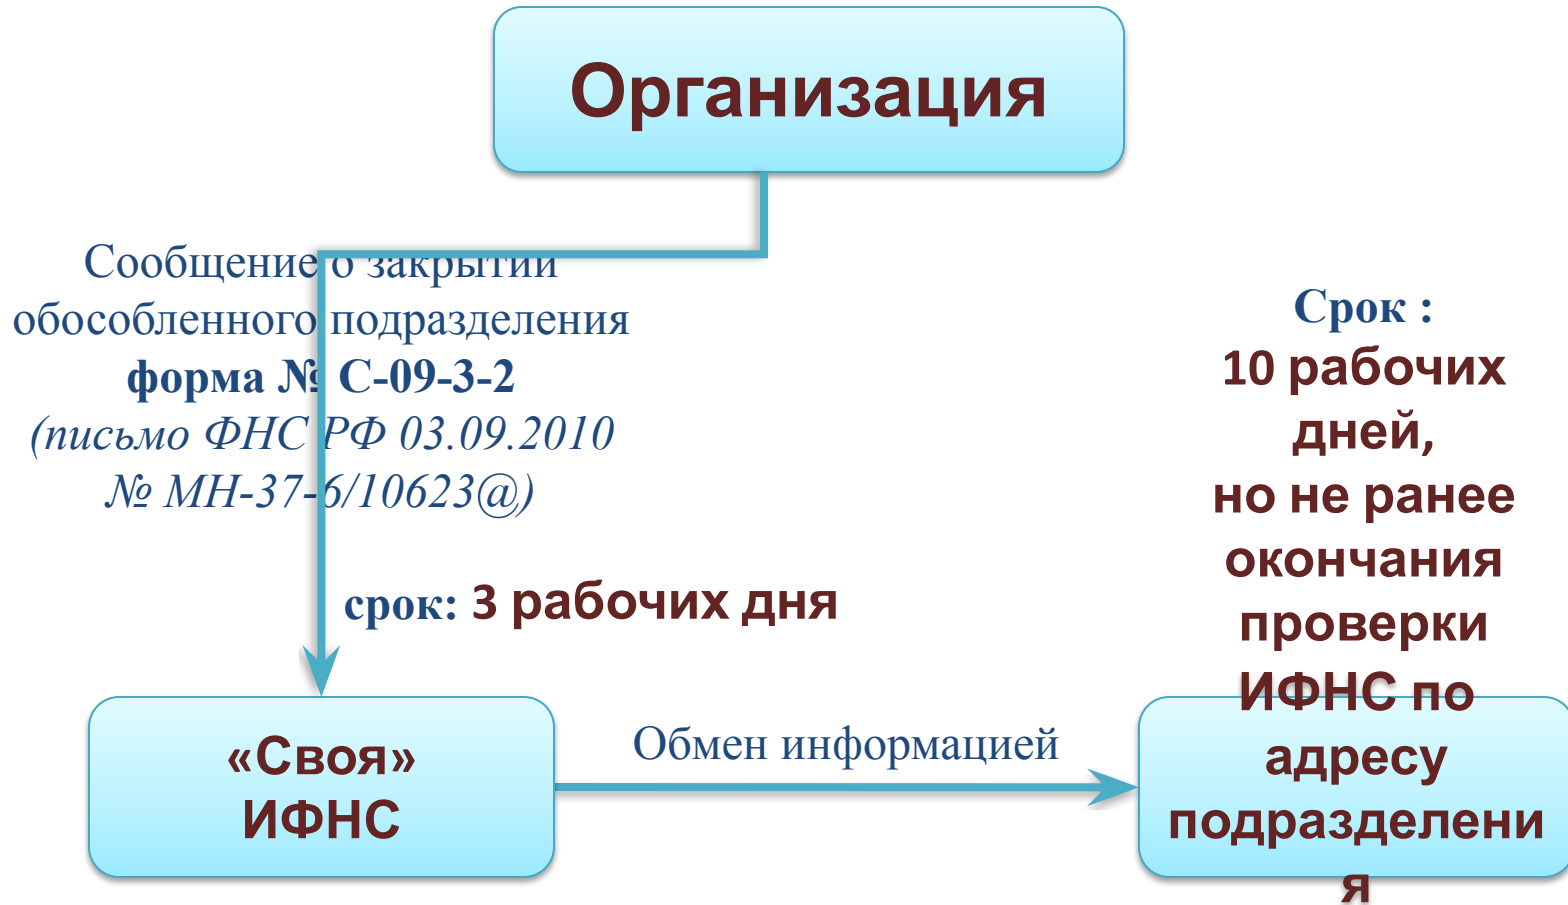 Организация
Сообщение о закрытии
обособленного подразделения
форма № С-09-3-2
(письмо ФНС РФ 03.09.2010
№ МН-37-6/10623@)
срок: 3 рабочих дня
Срок :
10 рабочих
дней,
но не ранее
окончания
проверки
«Своя»
ИФНС
Обмен информацией
ИФНС по
адресу
подразделени
я